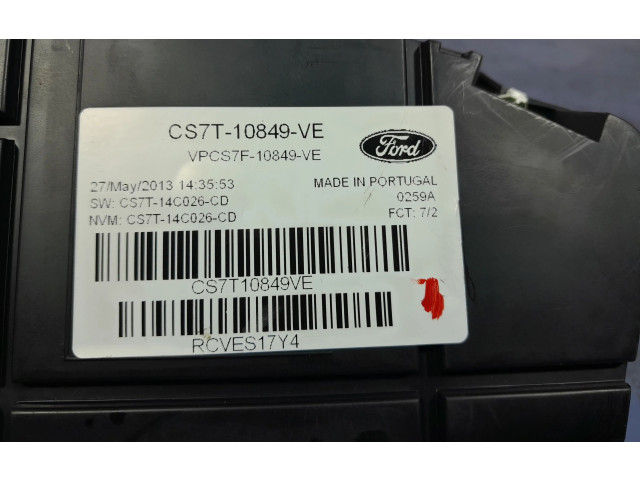 CS7T-10849-VE
VPCS7F-10849-VE
Ford
27/May/2013 14:35:53
MADE IN PORTUGAL
SW: CS7T-14C026-CD
0259A
NVM: CS7T-14C026-CD
FCT: 7/2
CS7T10849VE
RCVES17Y4